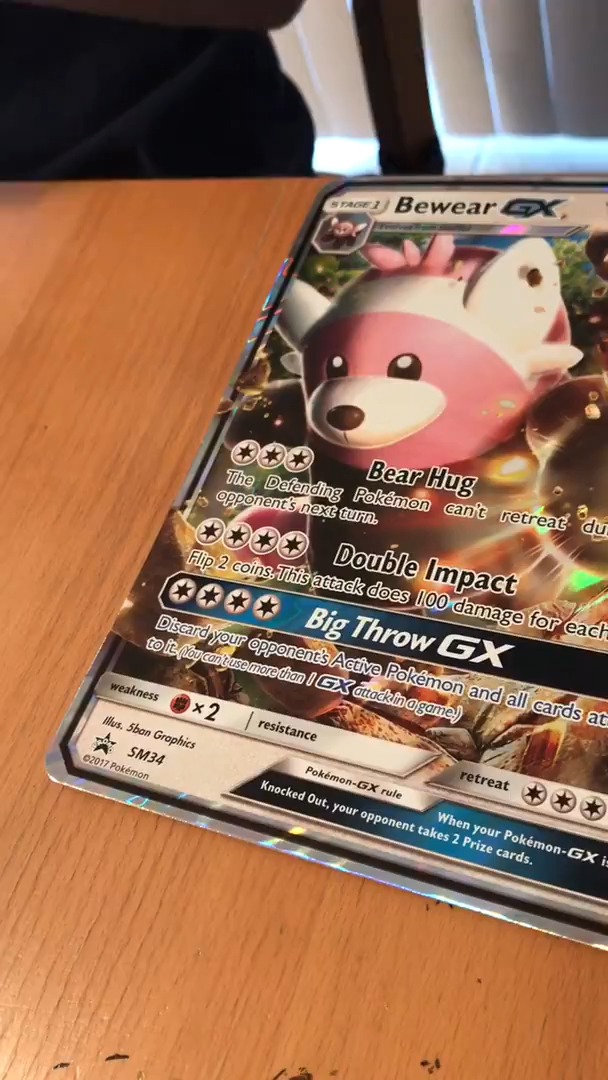 STAGE 1 Bewear GX
Bear Hug
The Defending Pokémon can't retreat du
opponent's next turn.
Double Impact
Flip 2 coins. This attack does 100 damage for each
Big Throw GX
Discard your opponent's Active Pokémon and all cards at
to it. (You can't use more than 1 GX attack in a game.)
weakness ×2 resistance
retreat
Illus. 5ban Graphics
SM34
©2017 Pokémon
Pokémon-GX rule
When your Pokémon-GX is
Knocked Out, your opponent takes 2 Prize cards.